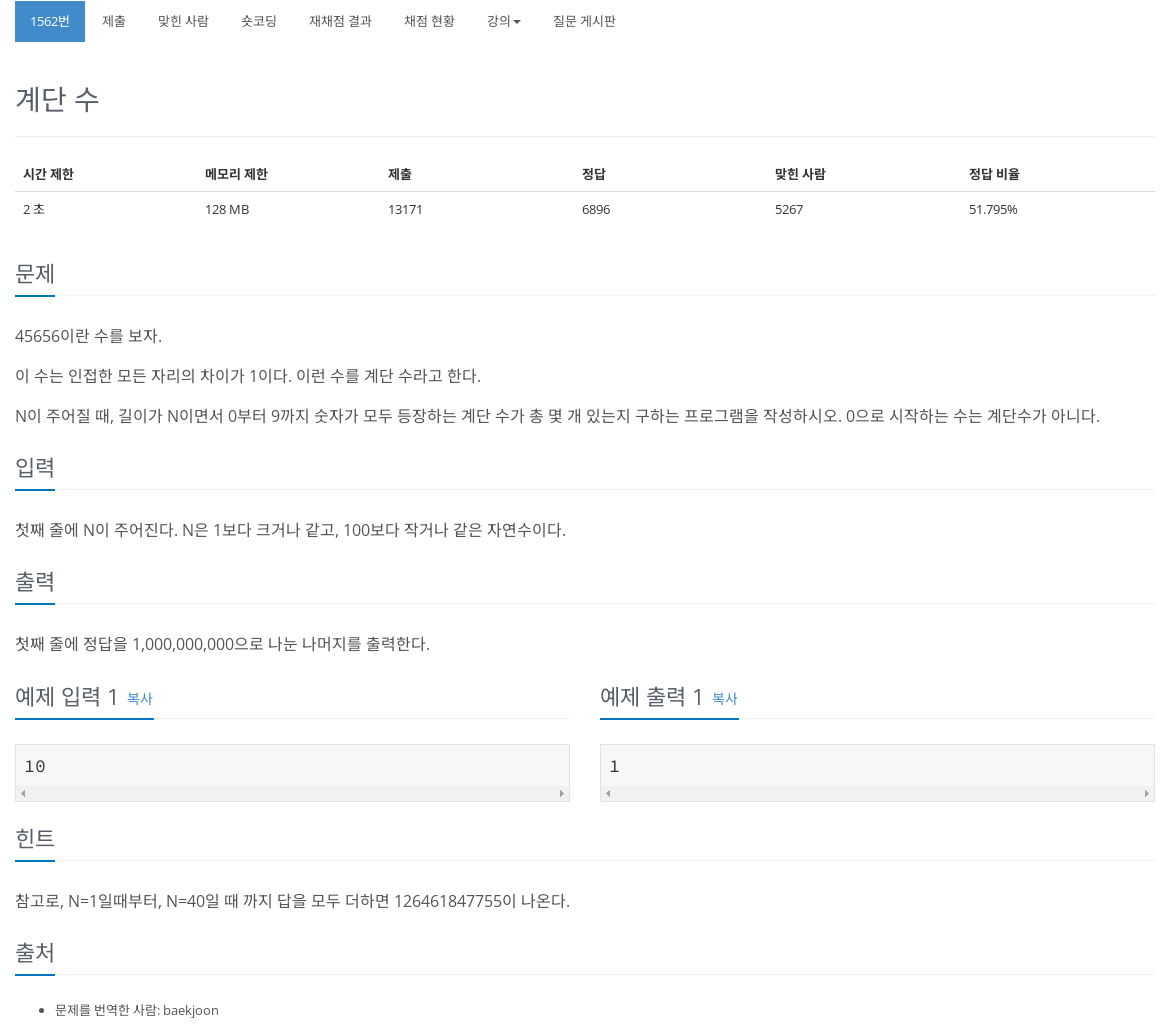 1562번 제출 맞힌 사람 숏코딩 재채점 결과 채점 현황 강의 질문 게시판
계단 수
시간 제한 메모리 제한 제출 정답 맞힌 사람 정답 비율
2 초 128 MB 13171 6896 5267 51.795%
문제
45656이란 수를 보자.
이 수는 인접한 모든 자리의 차이가 1이다. 이런 수를 계단 수라고 한다.
N이 주어질 때, 길이가 N이면서 0부터 9까지 숫자가 모두 등장하는 계단 수가 총 몇 개 있는지 구하는 프로그램을 작성하시오. 0으로 시작하는 수는 계단수가 아니다.
입력
첫째 줄에 N이 주어진다. N은 1보다 크거나 같고, 100보다 작거나 같은 자연수이다.
출력
첫째 줄에 정답을 1,000,000,000으로 나눈 나머지를 출력한다.
예제 입력 1 복사
10
예제 출력 1 복사
1
힌트
참고로, N=1일때부터, N=40일 때 까지 답을 모두 더하면 126461847755이 나온다.
출처
문제를 번역한 사람: baekjoon